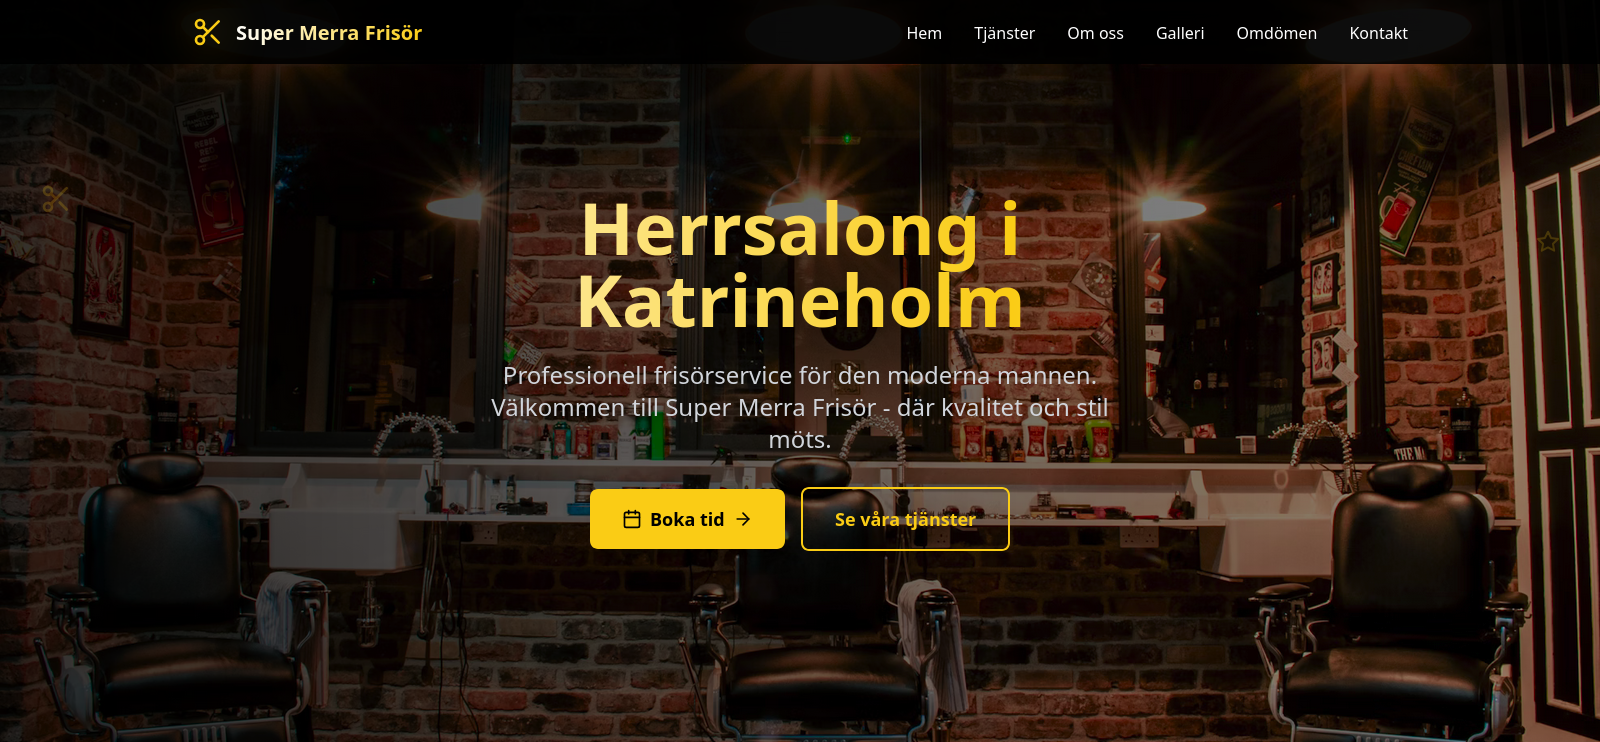 Super Merra Frisör
Hem Tjänster Om oss Galleri Omdömen Kontakt
Herrsalong i
Katrineholm
Professionell frisörservice för den moderna mannen.
Välkommen till Super Merra Frisör - där kvalitet och stil
möts.
Boka tid
Se våra tjänster